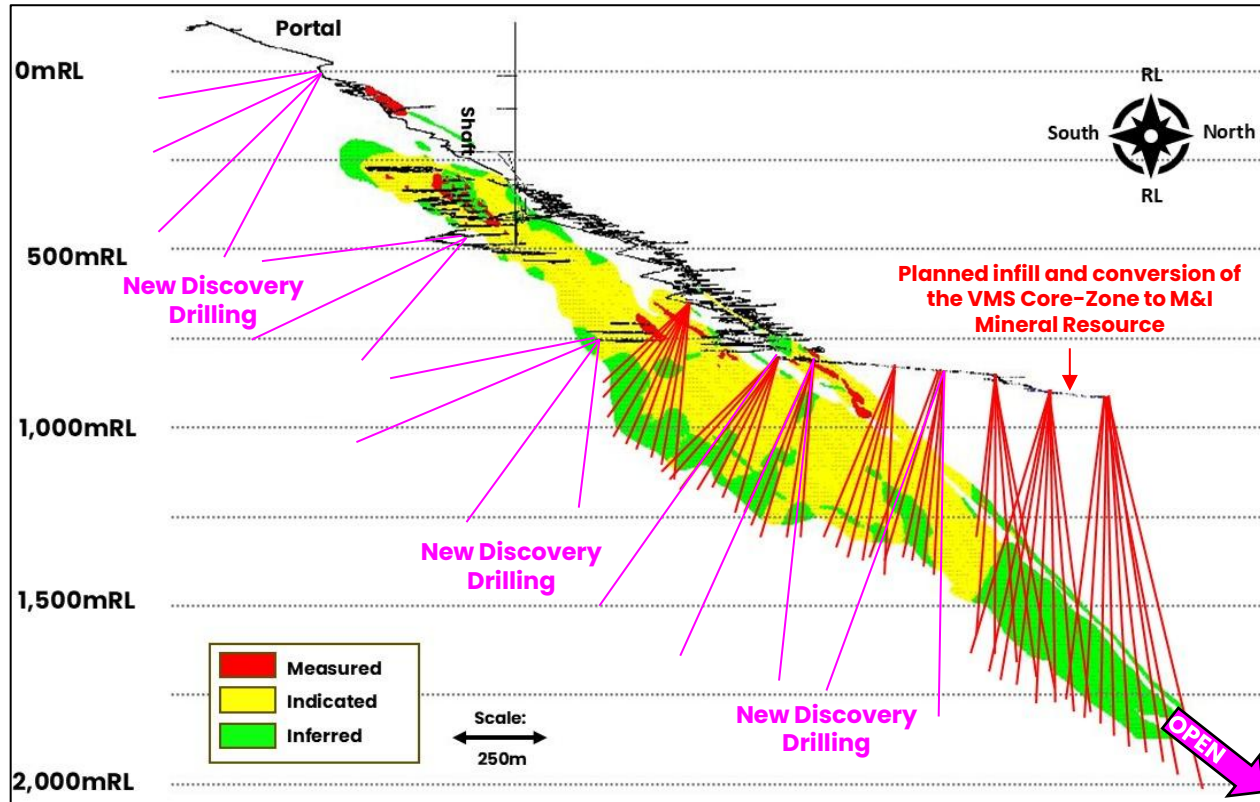 Portal
0mRL
RL
South
North
RL
Shaft
500mRL
New Discovery
Drilling
Planned infill and conversion of
the VMS Core-Zone to M&I
Mineral Resource
1,000mRL
New Discovery
Drilling
1,500mRL
Measured
Indicated
Inferred
Scale:
250m
New Discovery
Drilling
OPEN
2,000mRL